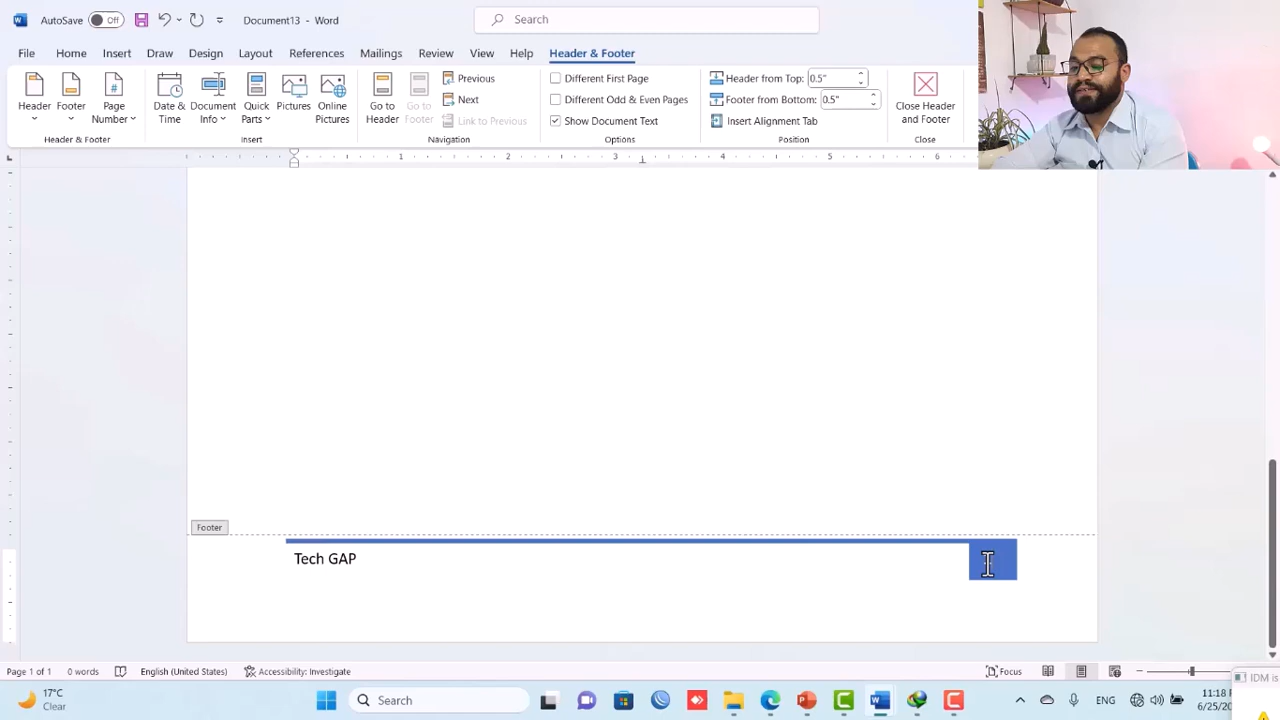 AutoSave Off Document13 - Word Search
File Home Insert Draw Design Layout References Mailings Review View Help Header & Footer
Header Footer Page Number Date & Time Document Info Quick Parts Pictures Online Pictures Go to Header Go to Footer Previous Next Link to Previous
Different First Page
Different Odd & Even Pages
Show Document Text
Header from Top: 0.5"
Footer from Bottom: 0.5"
Insert Alignment Tab
Close Header and Footer
Header & Footer Insert Navigation Options Position Close
1 2 3 4 5 6
Footer
Tech GAP
Page 1 of 1 0 words English (United States) Accessibility: Investigate Focus
IDM is
17°C
Clear
Search
ENG
11:18
6/25/20